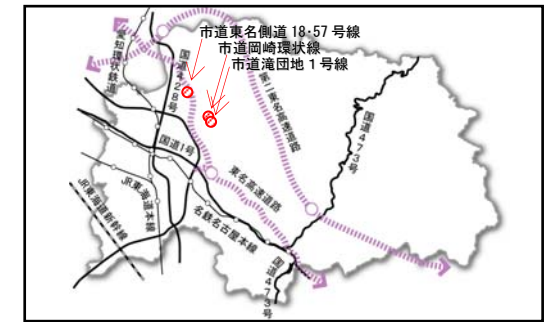 市道東名側道18・57号線
市道岡崎環状線
市道滝団地1号線
愛知環状鉄道
国道428号
第二東名高速道路
国道473号
国道1号
東名高速道路
JR東海道本線
名鉄名古屋本線
JR東海道新幹線
国道473号